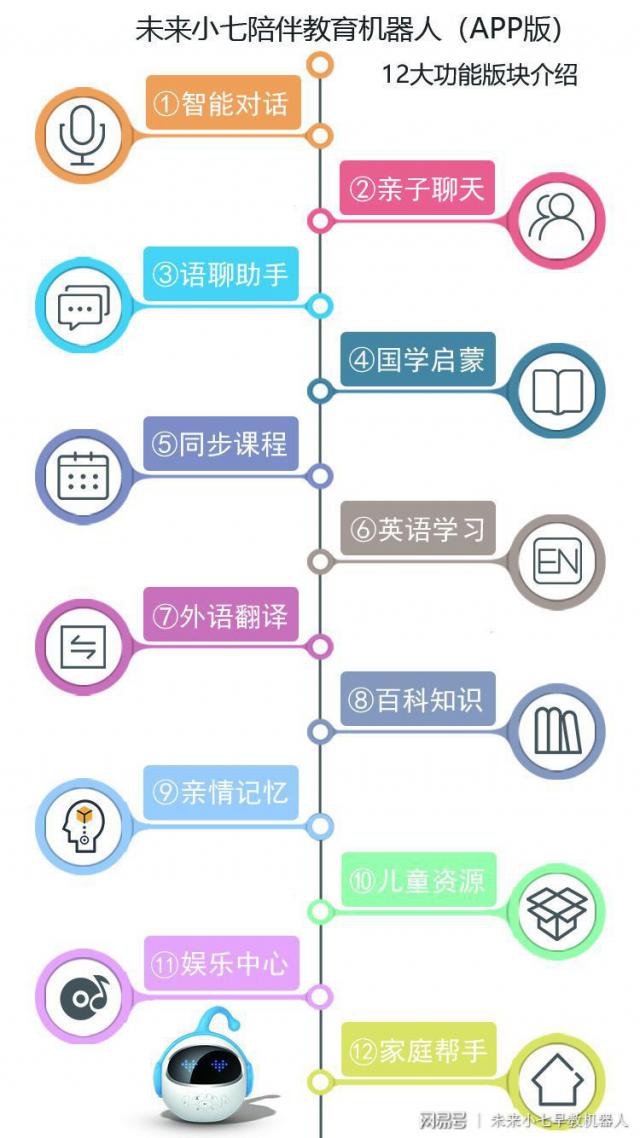 未来小七陪伴教育机器人（APP版）
12大功能版块介绍
①智能对话
②亲子聊天
③语聊助手
④国学启蒙
⑤同步课程
⑥英语学习
EN
⑦外语翻译
⑧百科知识
⑨亲情记忆
⑩儿童资源
⑪娱乐中心
⑫家庭帮手
网易号 | 未来小七早教机器人